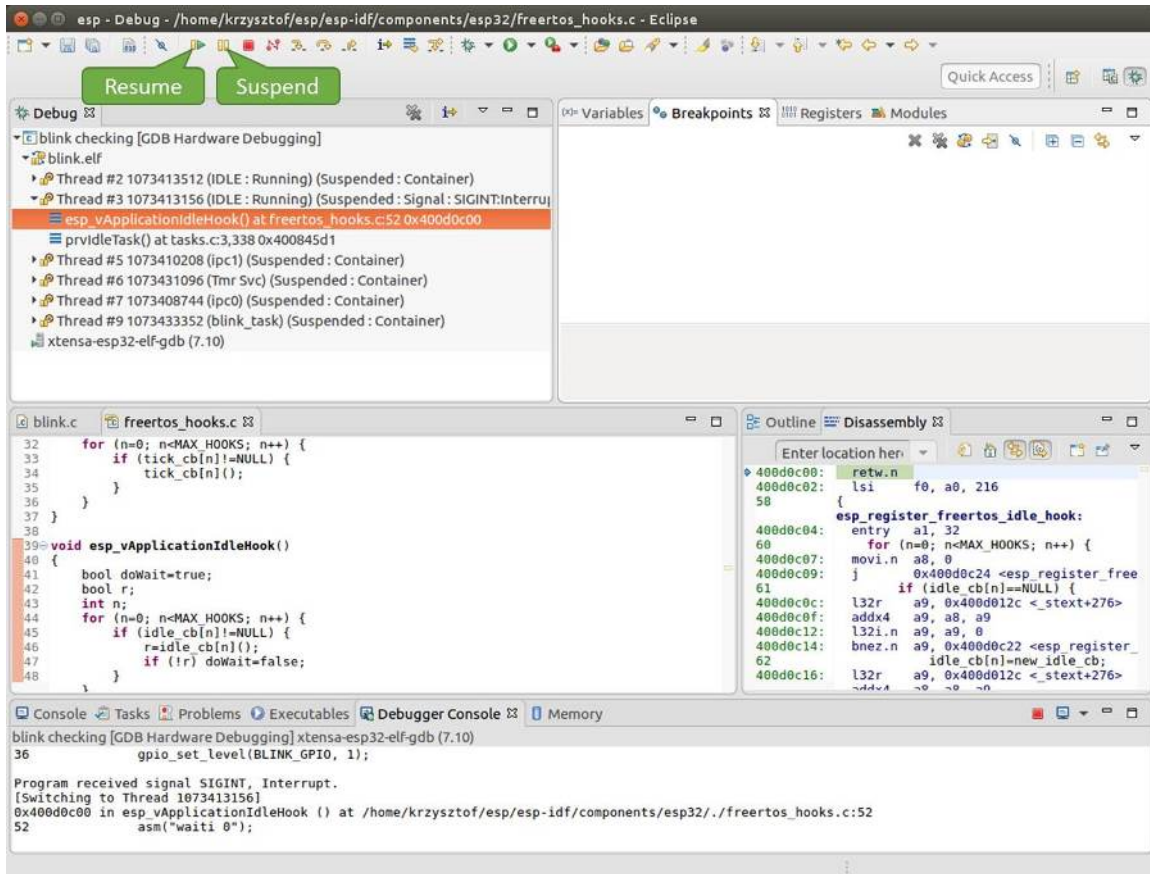 esp - Debug - /home/krzysztof/esp/esp-idf/components/esp32/freertos_hooks.c - Eclipse
Resume
Suspend
Quick Access
Debug
blink checking [GDB Hardware Debugging]
blink.elf
Thread #2 1073413512 (IDLE : Running) (Suspended : Container)
Thread #3 1073413156 (IDLE : Running) (Suspended : Signal : SIGINT:Interrup
esp_vApplicationIdleHook() at freertos_hooks.c:52 0x400d0c00
prvIdleTask() at tasks.c:3,338 0x400845d1
Thread #5 1073410208 (ipc1) (Suspended : Container)
Thread #6 1073431096 (Tmr Svc) (Suspended : Container)
Thread #7 1073408744 (ipc0) (Suspended : Container)
Thread #9 1073433352 (blink_task) (Suspended : Container)
xtensa-esp32-elf-gdb (7.10)
(x)= Variables Breakpoints Registers Modules
blink.c freertos_hooks.c
32 for (n=0; n<MAX_HOOKS; n++) {
33 if (tick_cb[n]!=NULL) {
34 tick_cb[n]();
35 }
36 }
37 }
38
39 void esp_vApplicationIdleHook()
40 {
41 bool doWait=true;
42 bool r;
43 int n;
44 for (n=0; n<MAX_HOOKS; n++) {
45 if (idle_cb[n]!=NULL) {
46 r=idle_cb[n]();
47 if (!r) doWait=false;
48 }
}
Outline Disassembly
Enter location her
400d0c00: retw.n
400d0c02: lsi f0, a0, 216
58 {
esp_register_freertos_idle_hook:
400d0c04: entry a1, 32
60 for (n=0; n<MAX_HOOKS; n++) {
400d0c07: movi.n a8, 0
400d0c09: j 0x400d0c24 <esp_register_free
61 if (idle_cb[n]==NULL) {
400d0c0c: l32r a9, 0x400d012c <_stext+276>
400d0c0f: addx4 a9, a8, a9
400d0c12: l32i.n a9, a9, 0
400d0c14: bnez.n a9, 0x400d0c22 <esp_register_
62 idle_cb[n]=new_idle_cb;
400d0c16: l32r a9, 0x400d012c <_stext+276>
addx4 a8, a8, a9
Console Tasks Problems Executables Debugger Console Memory
blink checking [GDB Hardware Debugging] xtensa-esp32-elf-gdb (7.10)
36 gpio_set_level(BLINK_GPIO, 1);
Program received signal SIGINT, Interrupt.
[Switching to Thread 1073413156]
0x400d0c00 in esp_vApplicationIdleHook () at /home/krzysztof/esp/esp-idf/components/esp32/./freertos_hooks.c:52
52 asm("waiti 0");